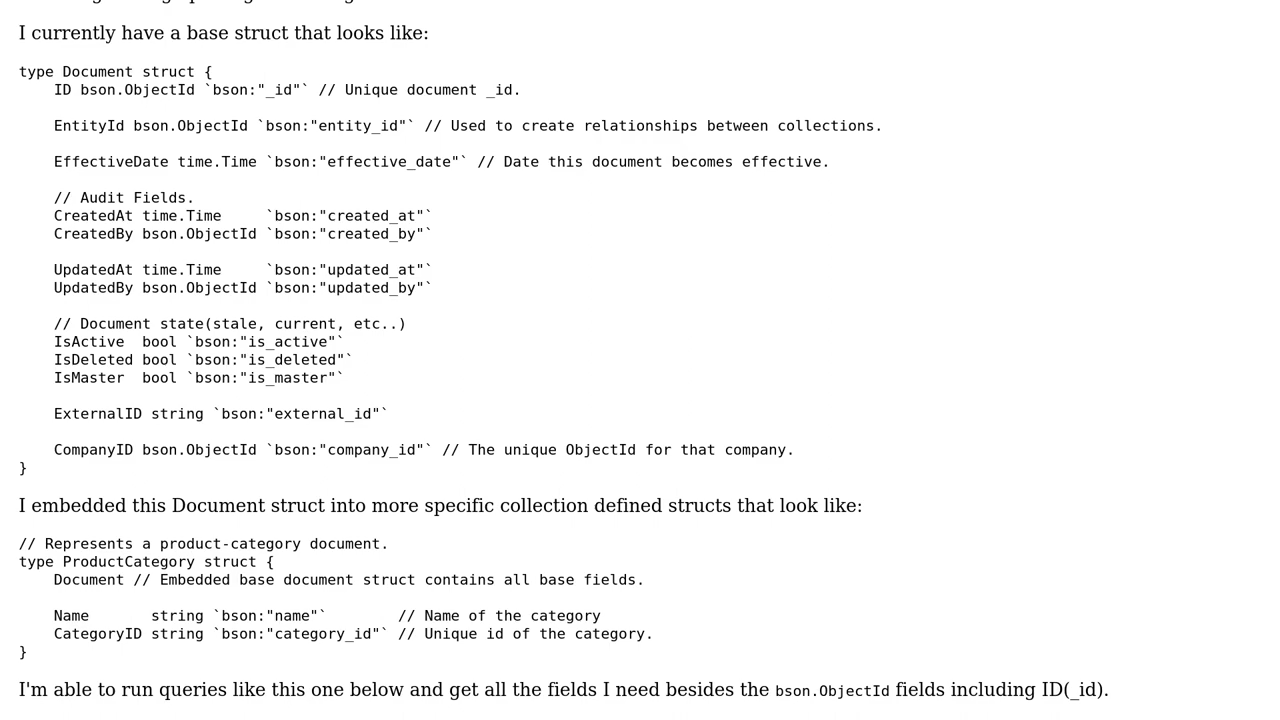 I currently have a base struct that looks like:
type Document struct {
    ID bson.ObjectId `bson:"_id"` // Unique document _id.
    EntityId bson.ObjectId `bson:"entity_id"` // Used to create relationships between collections.
    EffectiveDate time.Time `bson:"effective_date"` // Date this document becomes effective.
    // Audit Fields.
    CreatedAt time.Time     `bson:"created_at"`
    CreatedBy bson.ObjectId `bson:"created_by"`
    UpdatedAt time.Time     `bson:"updated_at"`
    UpdatedBy bson.ObjectId `bson:"updated_by"`
    // Document state(stale, current, etc..)
    IsActive  bool `bson:"is_active"`
    IsDeleted bool `bson:"is_deleted"`
    IsMaster  bool `bson:"is_master"`
    ExternalID string `bson:"external_id"`
    CompanyID bson.ObjectId `bson:"company_id"` // The unique ObjectId for that company.
}
I embedded this Document struct into more specific collection defined structs that look like:
// Represents a product-category document.
type ProductCategory struct {
    Document // Embedded base document struct contains all base fields.
    Name       string `bson:"name"`        // Name of the category
    CategoryID string `bson:"category_id"` // Unique id of the category.
}
I'm able to run queries like this one below and get all the fields I need besides the bson.ObjectId fields including ID(_id).